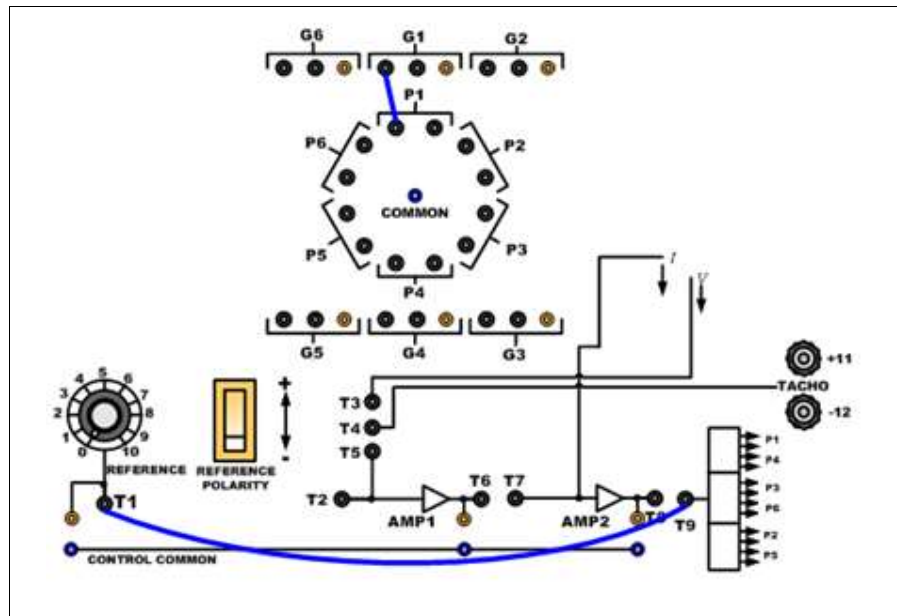 G6
G1
G2
P1
P6
P2
COMMON
P5
P3
P4
G5
G4
G3
I
V
+11
TACHO
-12
0
1
2
3
4
5
6
7
8
9
10
REFERENCE
+
-
REFERENCE
POLARITY
T3
T4
T5
T1
T2
T6
T7
T8
T9
AMP1
AMP2
CONTROL COMMON
P1
P4
P3
P6
P2
P5